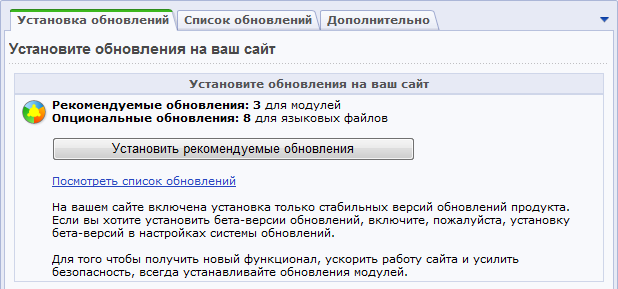 Установка обновлений
Список обновлений
Дополнительно
Установите обновления на ваш сайт
Установите обновления на ваш сайт
Рекомендуемые обновления: 3 для модулей
Опциональные обновления: 8 для языковых файлов
Установить рекомендуемые обновления
Посмотреть список обновлений
На вашем сайте включена установка только стабильных версий обновлений продукта.
Если вы хотите установить бета-версии обновлений, включите, пожалуйста, установку
бета-версий в настройках системы обновлений.
Для того чтобы получить новый функционал, ускорить работу сайта и усилить
безопасность, всегда устанавливайте обновления модулей.